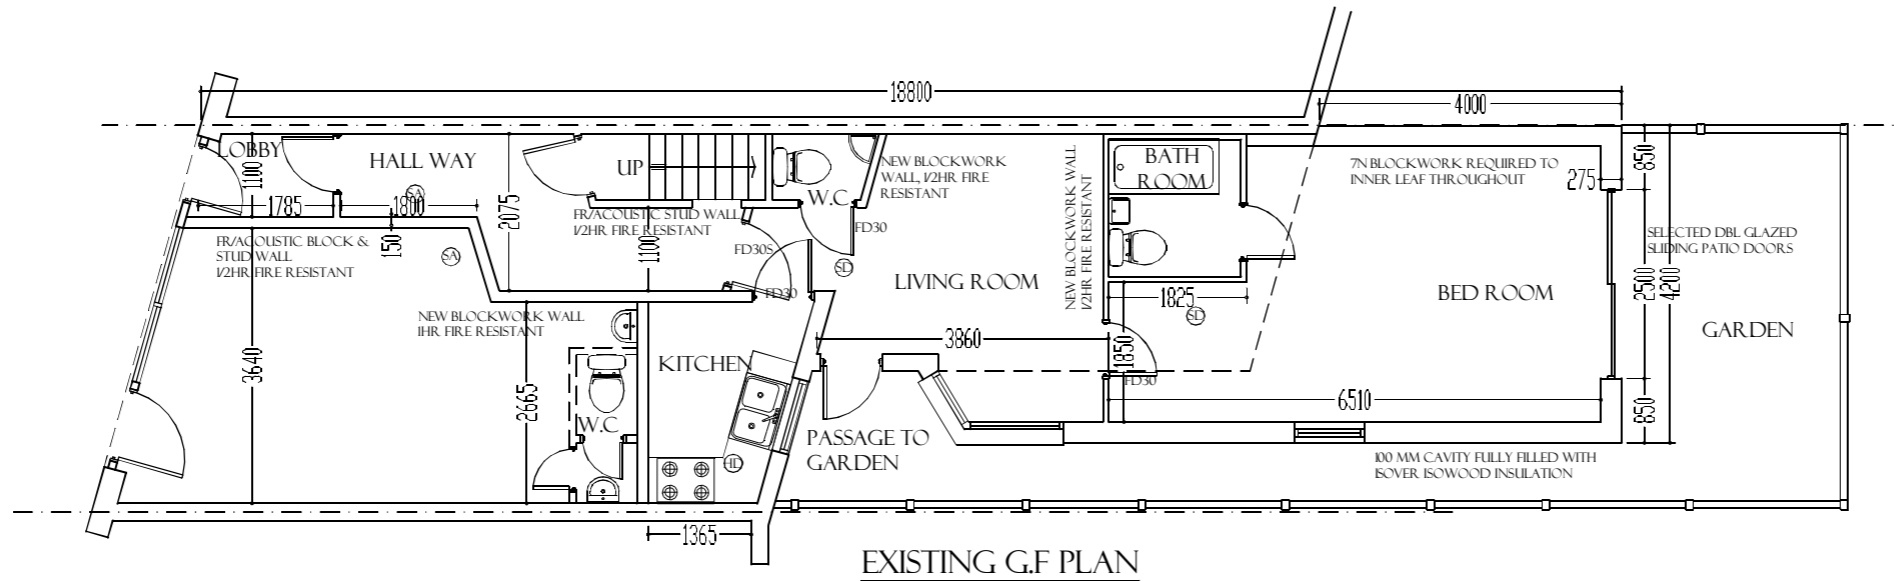 18800
4000
LOBBY
1100
HALL WAY
SA
1785
1800
150
2075
UP
W.C
NEW BLOCKWORK
WALL, 1/2HR FIRE
RESISTANT
FR/ACOUSTIC STUD WALL
1/2HR FIRE RESISTANT
1100
FD30S
FD30
FD30
SD
NEW BLOCKWORK WALL
1/2HR FIRE RESISTANT
BATH
ROOM
7N BLOCKWORK REQUIRED TO
INNER LEAF THROUGHOUT
275
850
SELECTED DBL GLAZED
SLIDING PATIO DOORS
2500
4200
850
FR/ACOUSTIC BLOCK &
STUD WALL
1/2HR FIRE RESISTANT
SA
3640
NEW BLOCKWORK WALL
1HR FIRE RESISTANT
2665
W.C
KITCHEN
HD
1365
LIVING ROOM
3860
1825
SD
1850
FD30
BED ROOM
6510
GARDEN
PASSAGE TO
GARDEN
100 MM CAVITY FULLY FILLED WITH
ISOVER ISOWOOD INSULATION
EXISTING G.F PLAN